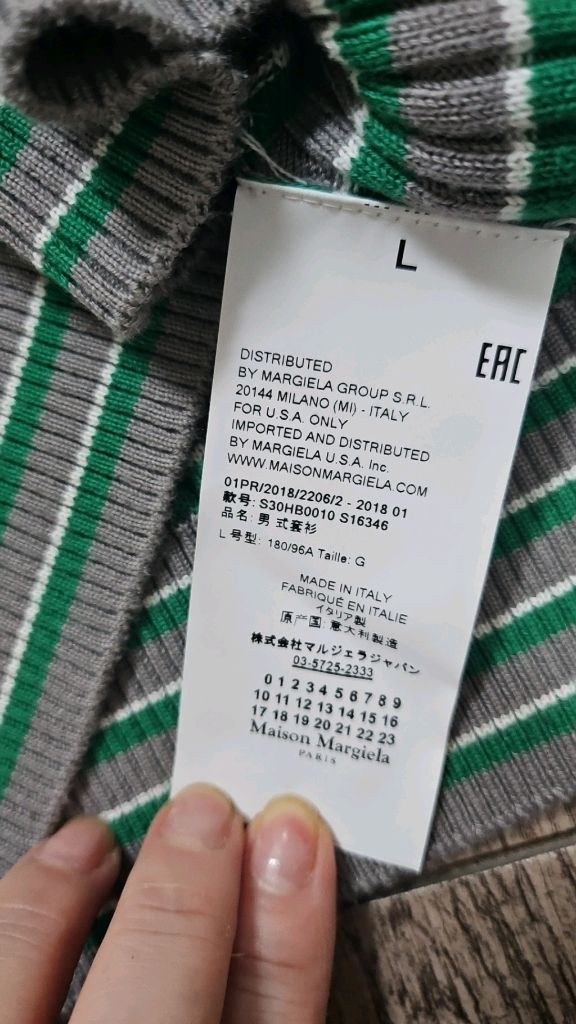 L
EAC
DISTRIBUTED
BY MARGIELA GROUP S.R.L.
20144 MILANO (MI) - ITALY
FOR U.S.A. ONLY
IMPORTED AND DISTRIBUTED
BY MARGIELA U.S.A. Inc.
WWW.MAISONMARGIELA.COM
01PR/2018/2206/2 - 2018 01
款号: S30HB0010 S16346
品名: 男式套衫
L 号型: 180/96A Taille: G
MADE IN ITALY
FABRIQUÉ EN ITALIE
イタリア製
原产国: 意大利製造
株式会社マルジェラジャパン
03-5725-2333
0 1 2 3 4 5 6 7 8 9
10 11 12 13 14 15 16
17 18 19 20 21 22 23
Maison Margiela
PARIS